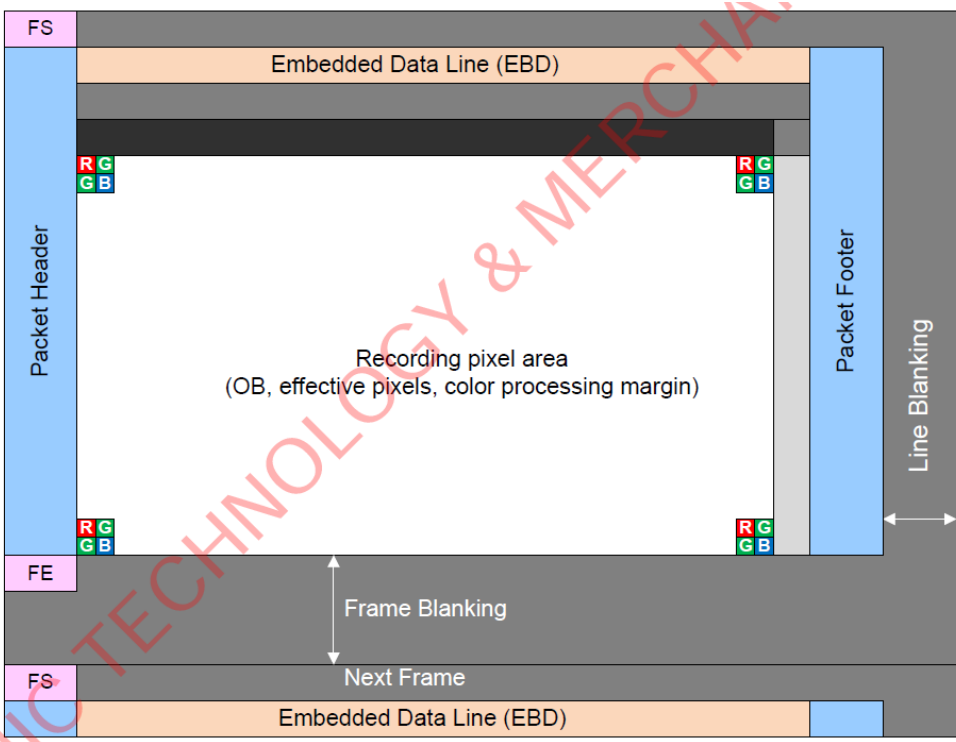 FS
Embedded Data Line (EBD)
R G
G B
R G
G B
Packet Header
Packet Footer
Line Blanking
Recording pixel area
(OB, effective pixels, color processing margin)
R G
G B
R G
G B
FE
Frame Blanking
FS
Next Frame
Embedded Data Line (EBD)
TECHNOLOGY &